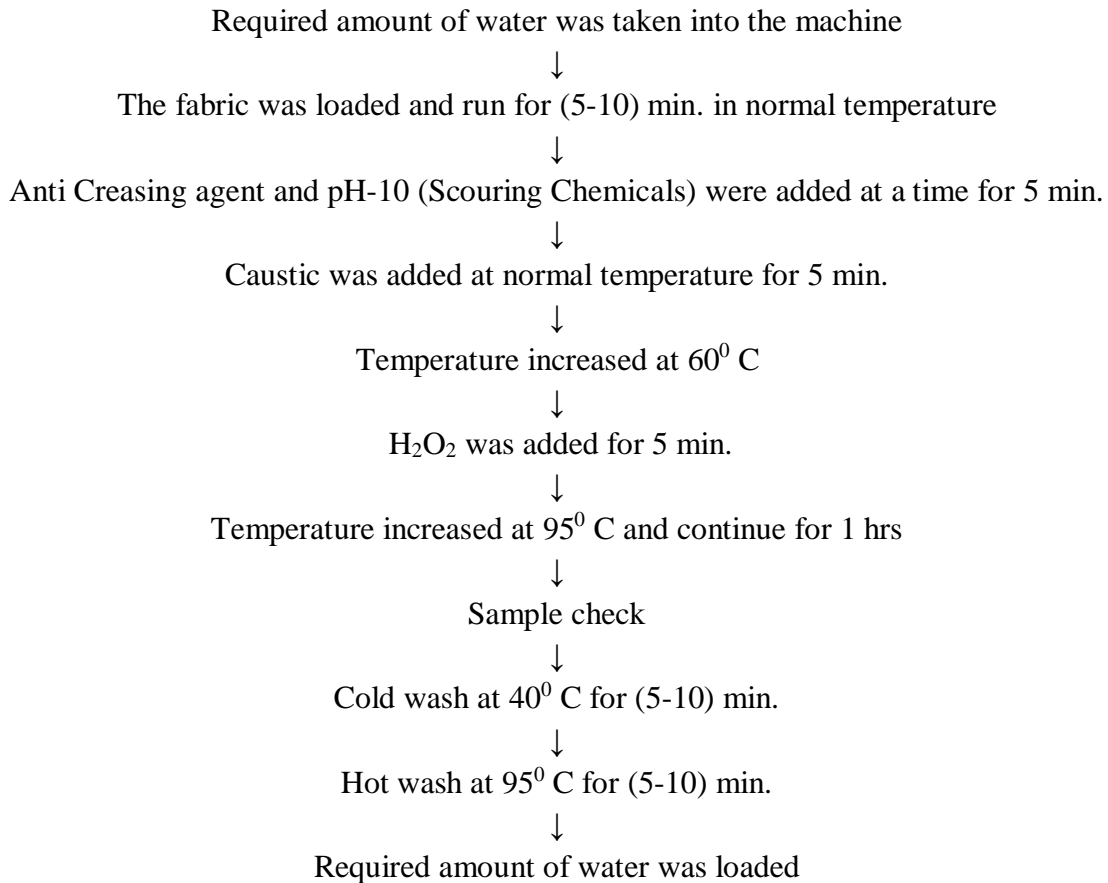 Required amount of water was taken into the machine
↓
The fabric was loaded and run for (5-10) min. in normal temperature
↓
Anti Creasing agent and pH-10 (Scouring Chemicals) were added at a time for 5 min.
↓
Caustic was added at normal temperature for 5 min.
↓
Temperature increased at 60⁰ C
↓
H₂O₂ was added for 5 min.
↓
Temperature increased at 95⁰ C and continue for 1 hrs
↓
Sample check
↓
Cold wash at 40⁰ C for (5-10) min.
↓
Hot wash at 95⁰ C for (5-10) min.
↓
Required amount of water was loaded